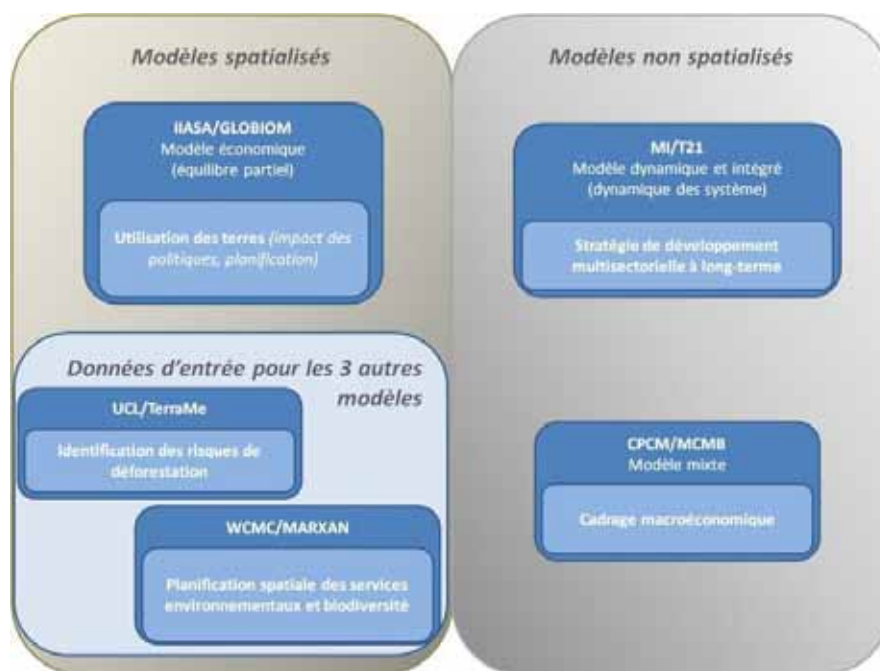 Modèles spatialisés
IIASA/GLOBIOM
Modèle économique
(équilibre partiel)
Utilisation des terres (impact des
politiques, planification)
Données d'entrée pour les 3 autres
modèles
UCL/TerraMe
Identification des risques de
déforestation
WCMC/MARXAN
Planification spatiale des services
environnementaux et biodiversité
Modèles non spatialisés
MI/T21
Modèle dynamique et intégré
(dynamique des système)
Stratégie de développement
multisectorielle à long-terme
CPCM/MCMB
Modèle mixte
Cadrage macroéconomique